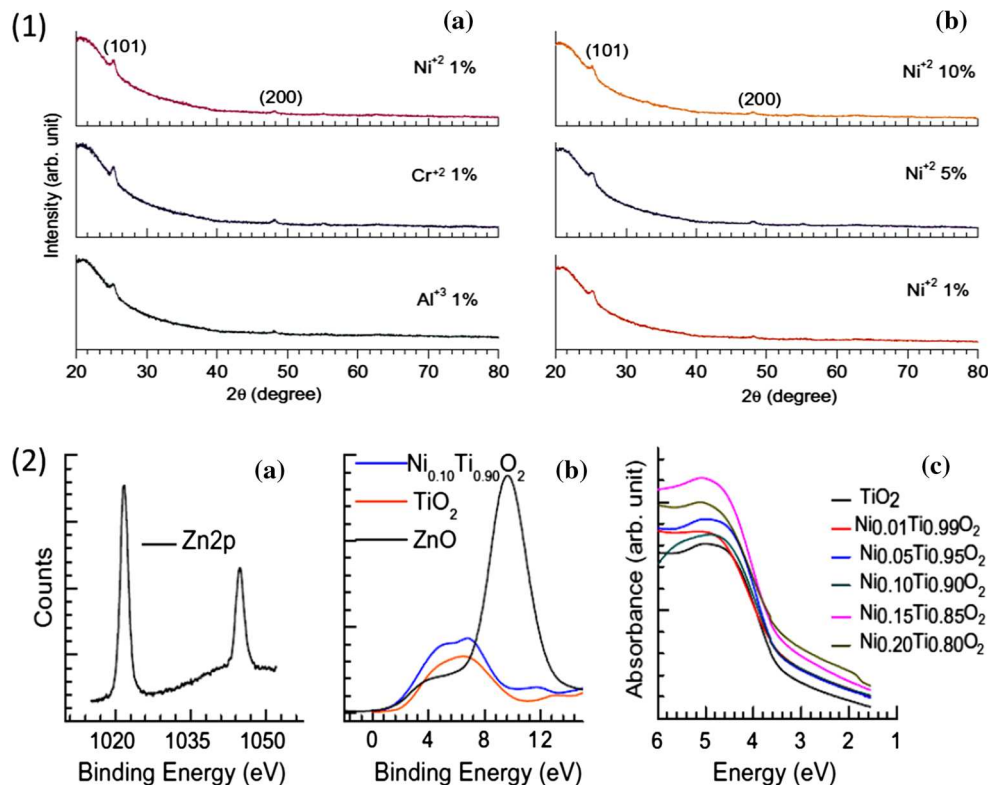 (1)
(a)
(101)
(200)
Ni+2 1%
Cr+2 1%
Al+3 1%
Intensity (arb. unit)
20 30 40 50 60 70 80
2θ (degree)
(b)
(101)
(200)
Ni+2 10%
Ni+2 5%
Ni+2 1%
20 30 40 50 60 70 80
2θ (degree)
(2)
(a)
Zn2p
Counts
1020 1035 1050
Binding Energy (eV)
Ni0.10Ti0.90O2
(b)
TiO2
ZnO
0 4 8 12
Binding Energy (eV)
(c)
Absorbance (arb. unit)
TiO2
Ni0.01Ti0.99O2
Ni0.05Ti0.95O2
Ni0.10Ti0.90O2
Ni0.15Ti0.85O2
Ni0.20Ti0.80O2
6 5 4 3 2 1
Energy (eV)